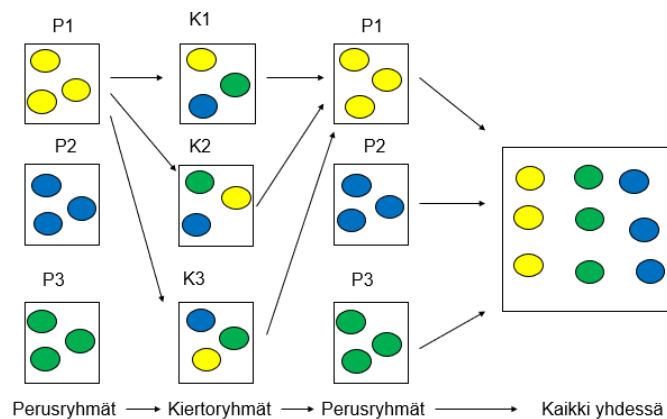 P1
K1
P1
P2
K2
P2
P3
K3
P3
Perusryhmät
Kiertoryhmät
Perusryhmät
Kaikki yhdessä